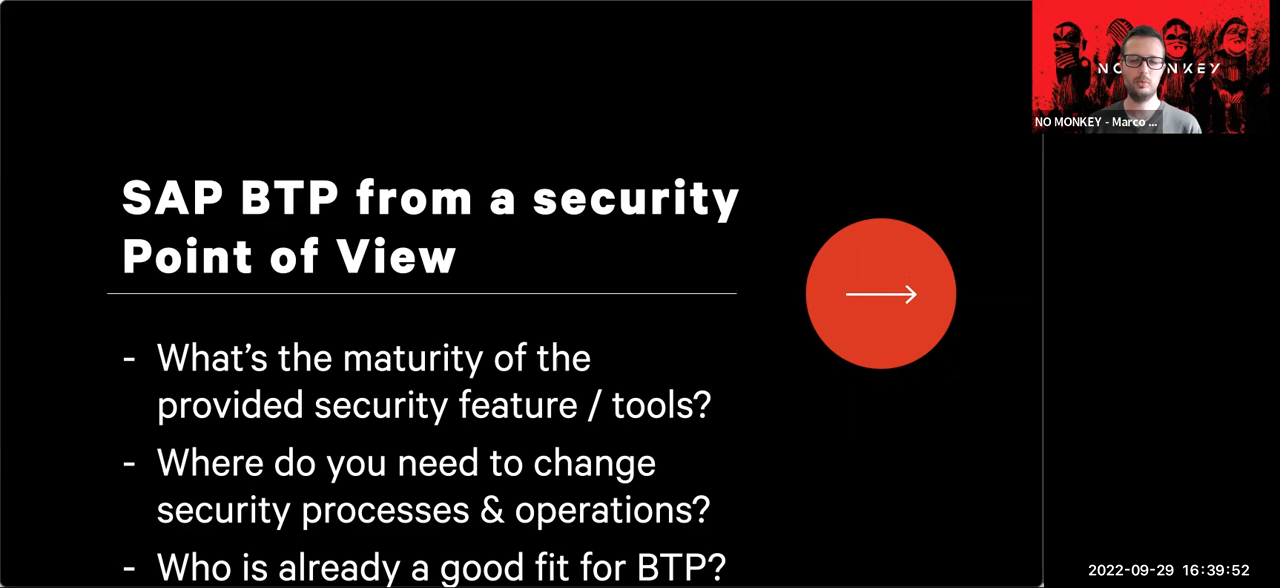 NO MONKEY
NO MONKEY - Marco ...
SAP BTP from a security
Point of View
- What’s the maturity of the
provided security feature / tools?
- Where do you need to change
security processes & operations?
- Who is already a good fit for BTP?
2022-09-29 16:39:52